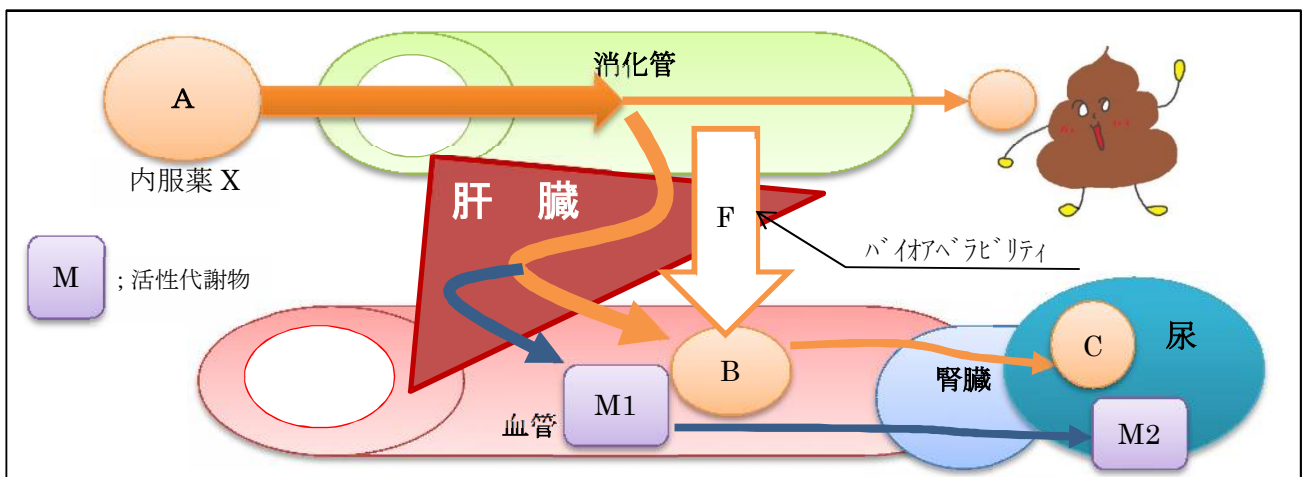 消化管
A
内服薬 X
肝 臓
F
バイオアベラビリティ
M
; 活性代謝物
尿
C
B
腎臓
M1
血管
M2